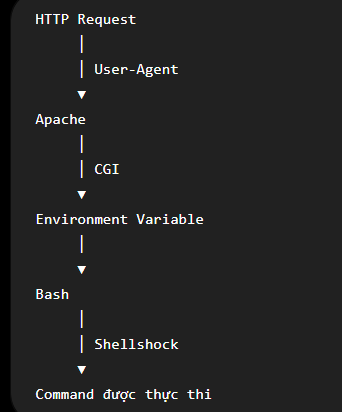 HTTP Request
User-Agent
Apache
CGI
Environment Variable
Bash
Shellshock
Command được thực thi